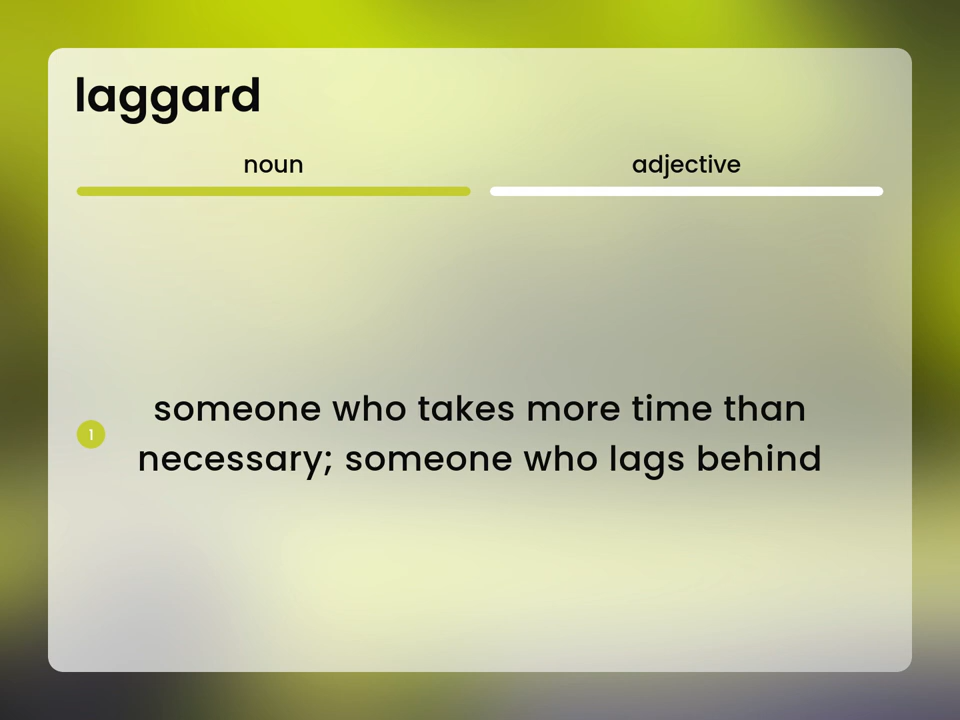 laggard
noun
adjective
1
someone who takes more time than
necessary; someone who lags behind